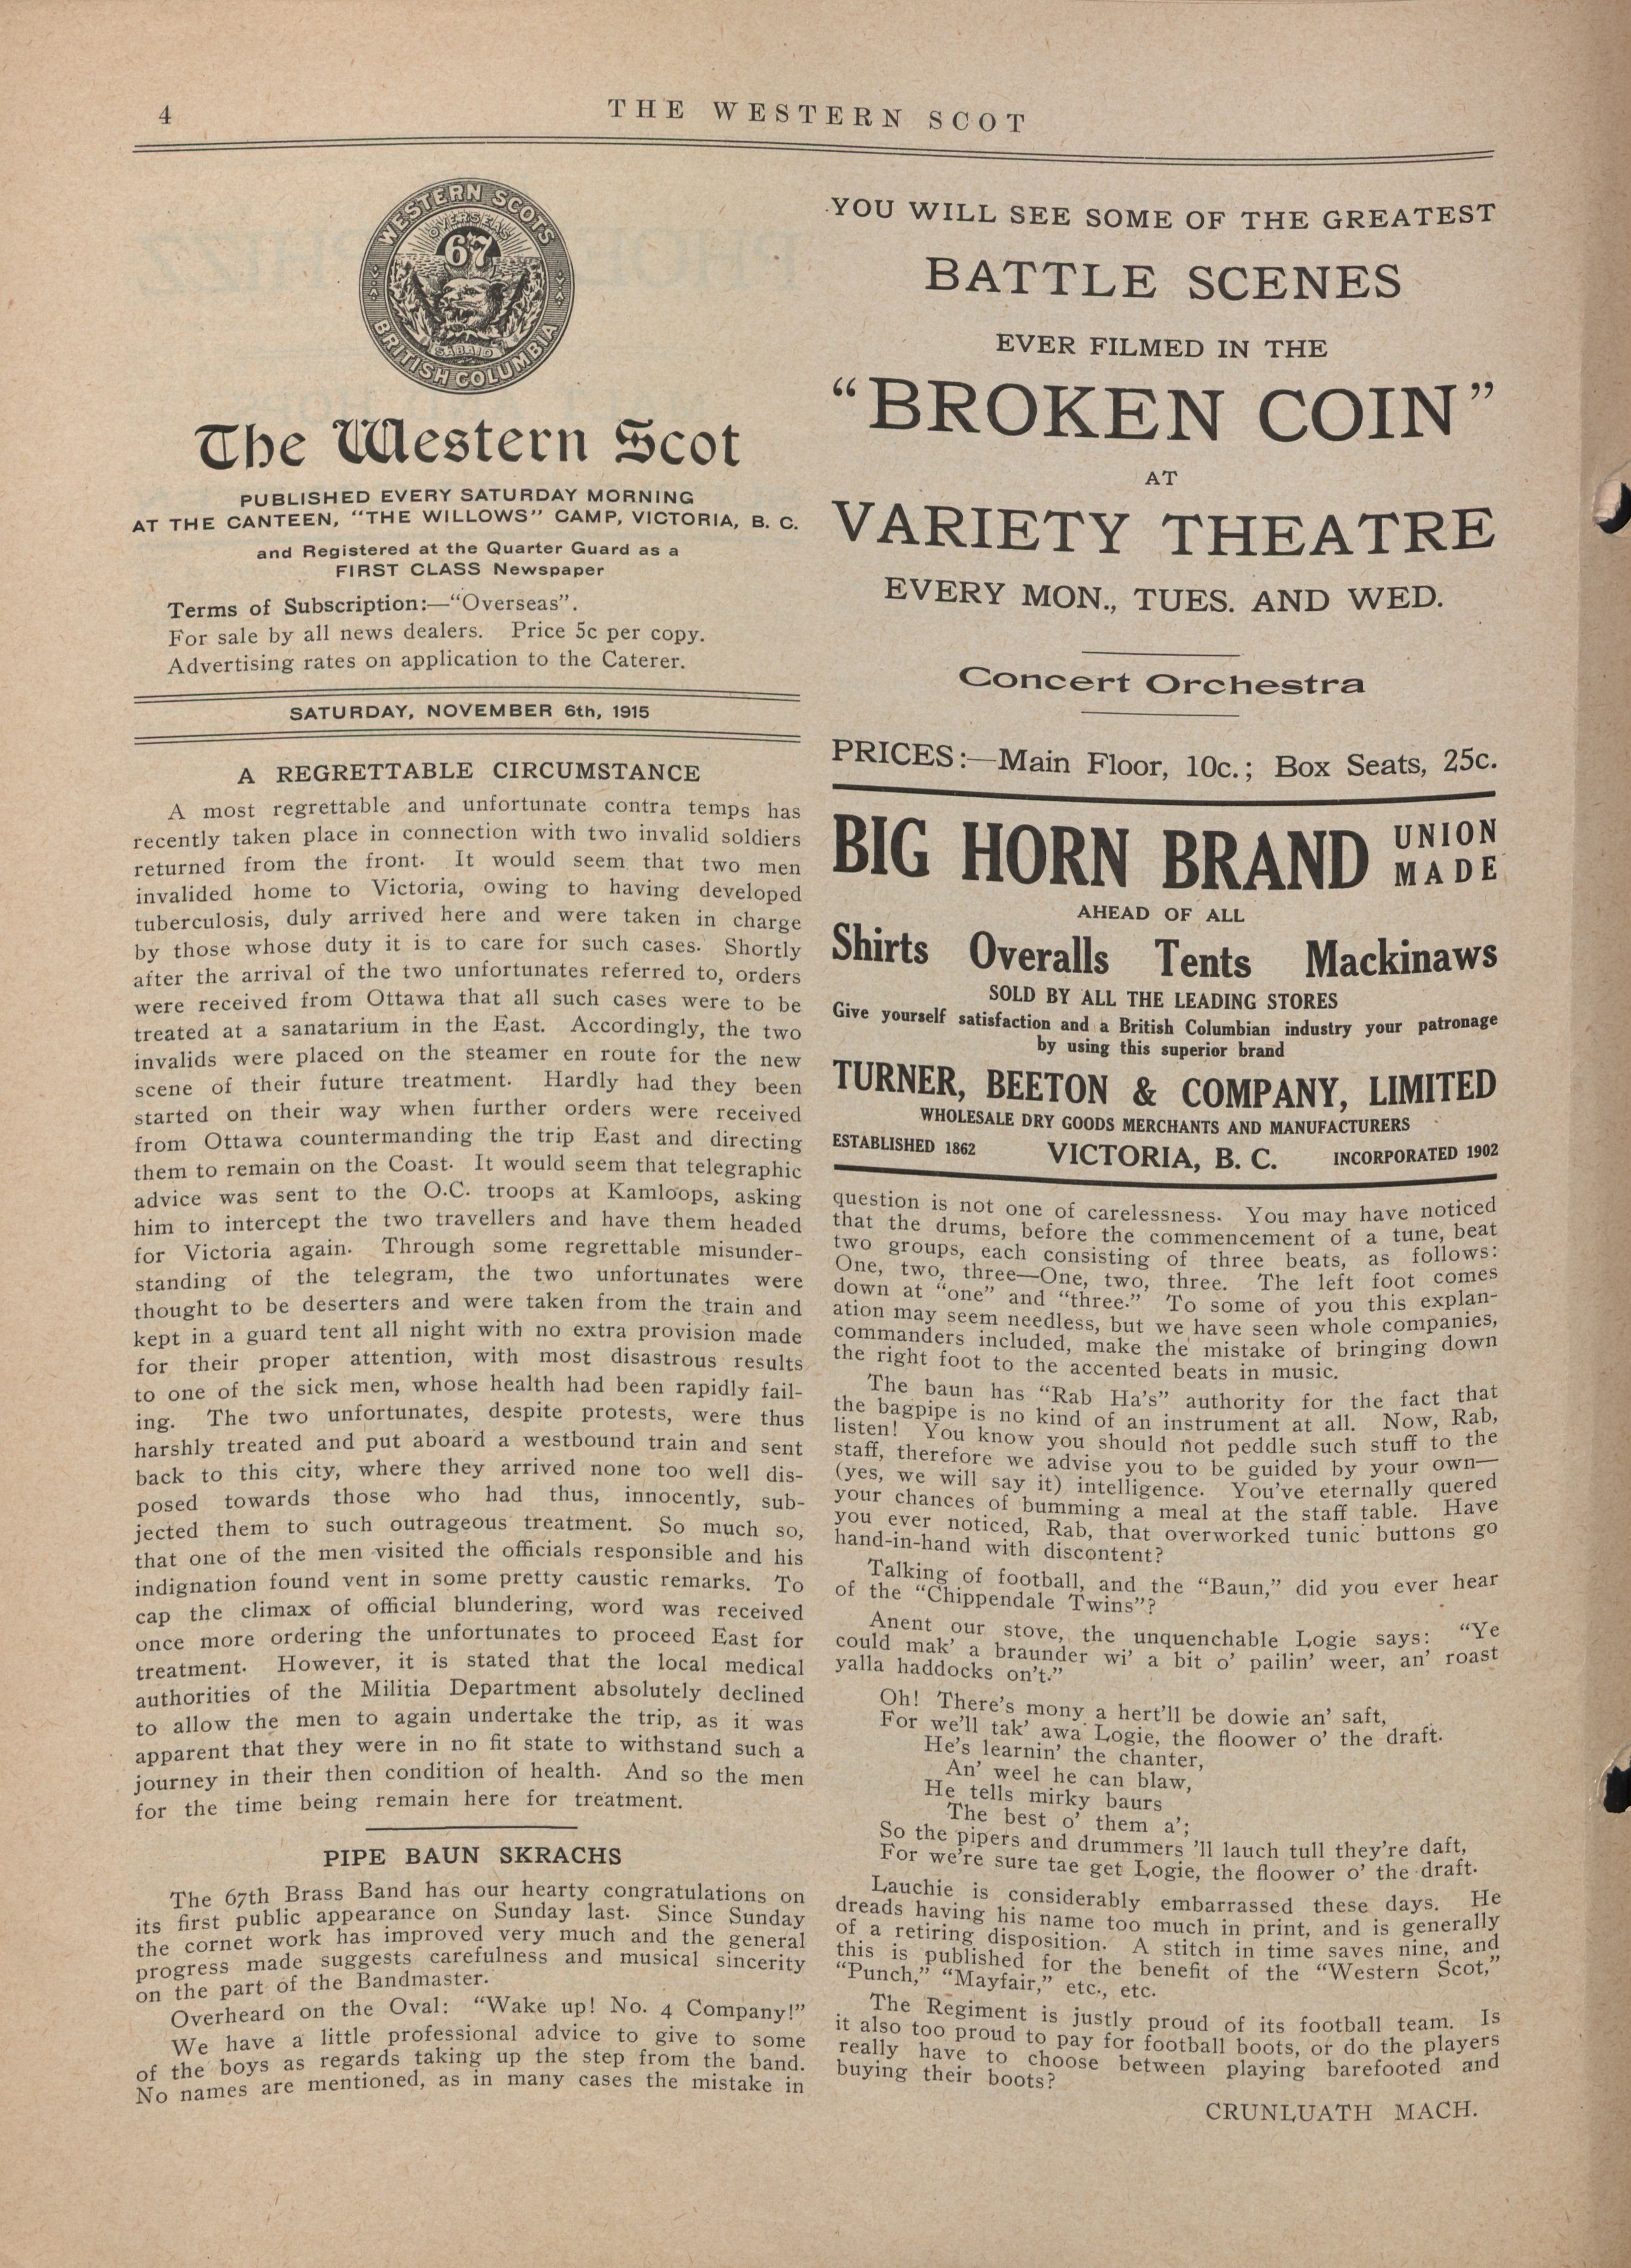 4
THE WESTERN SCOT
WESTERN SCOTS
OVERSEAS
67
BRITISH COLUMBIA
The Western Scot
PUBLISHED EVERY SATURDAY MORNING
AT THE CANTEEN, "THE WILLOWS" CAMP, VICTORIA, B. C.
and Registered at the Quarter Guard as a
FIRST CLASS Newspaper
Terms of Subscription:—"Overseas".
For sale by all news dealers. Price 5c per copy.
Advertising rates on application to the Caterer.
SATURDAY, NOVEMBER 6th, 1915
A REGRETTABLE CIRCUMSTANCE
A most regrettable and unfortunate contra temps has
recently taken place in connection with two invalid soldiers
returned from the front. It would seem that two men
invalided home to Victoria, owing to having developed
tuberculosis, duly arrived here and were taken in charge
by those whose duty it is to care for such cases. Shortly
after the arrival of the two unfortunates referred to, orders
were received from Ottawa that all such cases were to be
treated at a sanatarium in the East. Accordingly, the two
invalids were placed on the steamer en route for the new
scene of their future treatment. Hardly had they been
started on their way when further orders were received
from Ottawa countermanding the trip East and directing
them to remain on the Coast. It would seem that telegraphic
advice was sent to the O.C. troops at Kamloops, asking
him to intercept the two travellers and have them headed
for Victoria again. Through some regrettable misunder-
standing of the telegram, the two unfortunates were
thought to be deserters and were taken from the train and
kept in a guard tent all night with no extra provision made
for their proper attention, with most disastrous results
to one of the sick men, whose health had been rapidly fail-
ing. The two unfortunates, despite protests, were thus
harshly treated and put aboard a westbound train and sent
back to this city, where they arrived none too well dis-
posed towards those who had thus, innocently, sub-
jected them to such outrageous treatment. So much so,
that one of the men visited the officials responsible and his
indignation found vent in some pretty caustic remarks. To
cap the climax of official blundering, word was received
once more ordering the unfortunates to proceed East for
treatment. However, it is stated that the local medical
authorities of the Militia Department absolutely declined
to allow the men to again undertake the trip, as it was
apparent that they were in no fit state to withstand such a
journey in their then condition of health. And so the men
for the time being remain here for treatment.
PIPE BAUN SKRACHS
The 67th Brass Band has our hearty congratulations on
its first public appearance on Sunday last. Since Sunday
the cornet work has improved very much and the general
progress made suggests carefulness and musical sincerity
on the part of the Bandmaster.
Overheard on the Oval: "Wake up! No. 4 Company!"
We have a little professional advice to give to some
of the boys as regards taking up the step from the band.
No names are mentioned, as in many cases the mistake in
YOU WILL SEE SOME OF THE GREATEST
BATTLE SCENES
EVER FILMED IN THE
"BROKEN COIN"
AT
VARIETY THEATRE
EVERY MON., TUES. AND WED.
Concert Orchestra
PRICES:—Main Floor, 10c.; Box Seats, 25c.
BIG HORN BRAND UNION MADE
AHEAD OF ALL
Shirts Overalls Tents Mackinaws
SOLD BY ALL THE LEADING STORES
Give yourself satisfaction and a British Columbian industry your patronage
by using this superior brand
TURNER, BEETON & COMPANY, LIMITED
WHOLESALE DRY GOODS MERCHANTS AND MANUFACTURERS
ESTABLISHED 1862 VICTORIA, B. C. INCORPORATED 1902
question is not one of carelessness. You may have noticed
that the drums, before the commencement of a tune, beat
two groups, each consisting of three beats, as follows:
One, two, three—One, two, three. The left foot comes
down at "one" and "three." To some of you this explan-
ation may seem needless, but we have seen whole companies,
commanders included, make the mistake of bringing down
the right foot to the accented beats in music.
The baun has "Rab Ha's" authority for the fact that
the bagpipe is no kind of an instrument at all. Now, Rab,
listen! You know you should not peddle such stuff to the
staff, therefore we advise you to be guided by your own—
(yes, we will say it) intelligence. You've eternally quered
your chances of bumming a meal at the staff table. Have
you ever noticed, Rab, that overworked tunic buttons go
hand-in-hand with discontent?
Talking of football, and the "Baun," did you ever hear
of the "Chippendale Twins"?
Anent our stove, the unquenchable Logie says: "Ye
could mak' a braunder wi' a bit o' pailin' weer, an' roast
yalla haddocks on't."
Oh! There's mony a hert'll be dowie an' saft,
For we'll tak' awa' Logie, the floower o' the draft.
He's learnin' the chanter,
An' weel he can blaw,
He tells mirky baurs
The best o' them a';
So the pipers and drummers 'll lauch tull they're daft,
For we're sure tae get Logie, the floower o' the draft.
Lauchie is considerably embarrassed these days. He
dreads having his name too much in print, and is generally
of a retiring disposition. A stitch in time saves nine, and
this is published for the benefit of the "Western Scot,"
"Punch," "Mayfair," etc., etc.
The Regiment is justly proud of its football team. Is
it also too proud to pay for football boots, or do the players
really have to choose between playing barefooted and
buying their boots?
CRUNLUATH MACH.